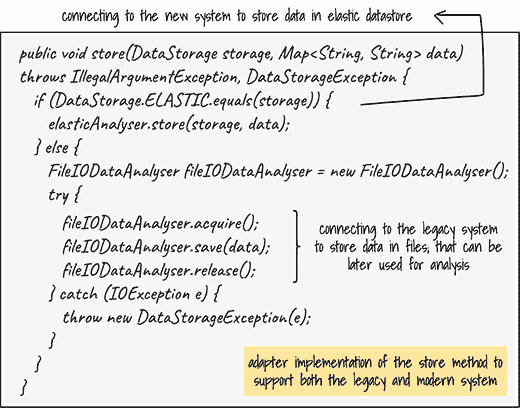 connecting to the new system to store data in elastic datastore
public void store(DataStorage storage, Map<String, String> data)
throws IllegalArgumentException, DataStorageException {
if (DataStorage.ELASTIC.equals(storage)) {
elasticAnalyser.store(storage, data);
} else {
FileIODataAnalyser fileIODataAnalyser = new FileIODataAnalyser();
try {
fileIODataAnalyser.acquire();
fileIODataAnalyser.save(data);
fileIODataAnalyser.release();
connecting to the legacy system
to store data in files, that can be
later used for analysis
} catch (IOException e) {
throw new DataStorageException(e);
}
}
}
adapter implementation of the store method to
support both the legacy and modern system